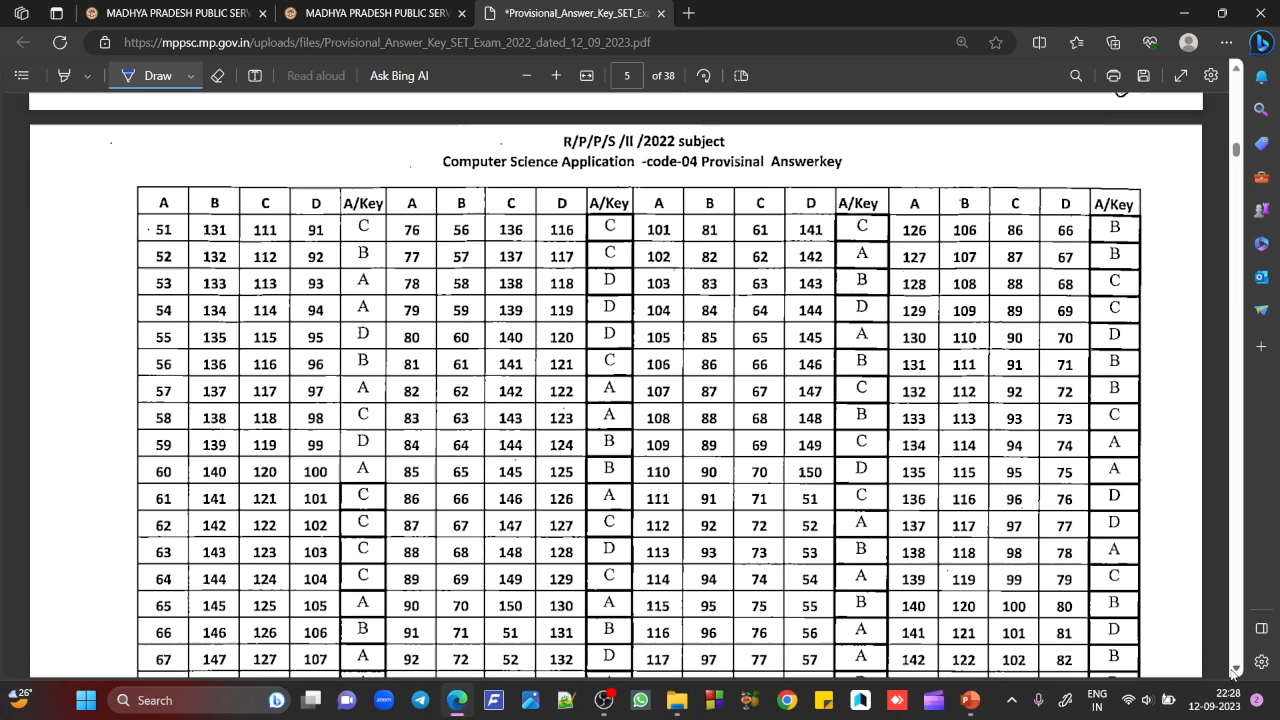 MADHYA PRADESH PUBLIC SERV
MADHYA PRADESH PUBLIC SERV
*Provisional_Answer_Key_SET_Exa
https://mppsc.mp.gov.in/uploads/files/Provisional_Answer_Key_SET_Exam_2022_dated_12_09_2023.pdf
Draw Read aloud Ask Bing AI 5 of 38
R/P/P/S /II /2022 subject
Computer Science Application -code-04 Provisinal Answerkey
A B C D A/Key A B C D A/Key A B C D A/Key A B C D A/Key
51 131 111 91 C 76 56 136 116 C 101 81 61 141 C 126 106 86 66 B
52 132 112 92 B 77 57 137 117 C 102 82 62 142 A 127 107 87 67 B
53 133 113 93 A 78 58 138 118 D 103 83 63 143 B 128 108 88 68 C
54 134 114 94 A 79 59 139 119 D 104 84 64 144 D 129 109 89 69 C
55 135 115 95 D 80 60 140 120 D 105 85 65 145 A 130 110 90 70 D
56 136 116 96 B 81 61 141 121 C 106 86 66 146 B 131 111 91 71 B
57 137 117 97 A 82 62 142 122 A 107 87 67 147 C 132 112 92 72 B
58 138 118 98 C 83 63 143 123 A 108 88 68 148 B 133 113 93 73 C
59 139 119 99 D 84 64 144 124 B 109 89 69 149 C 134 114 94 74 A
60 140 120 100 A 85 65 145 125 B 110 90 70 150 D 135 115 95 75 A
61 141 121 101 C 86 66 146 126 A 111 91 71 51 C 136 116 96 76 D
62 142 122 102 C 87 67 147 127 C 112 92 72 52 A 137 117 97 77 D
63 143 123 103 C 88 68 148 128 D 113 93 73 53 B 138 118 98 78 A
64 144 124 104 C 89 69 149 129 C 114 94 74 54 A 139 119 99 79 C
65 145 125 105 A 90 70 150 130 A 115 95 75 55 B 140 120 100 80 B
66 146 126 106 B 91 71 51 131 B 116 96 76 56 A 141 121 101 81 D
67 147 127 107 A 92 72 52 132 D 117 97 77 57 A 142 122 102 82 B
26° Search zoom ENG 22:28
IN 12-09-2023 2